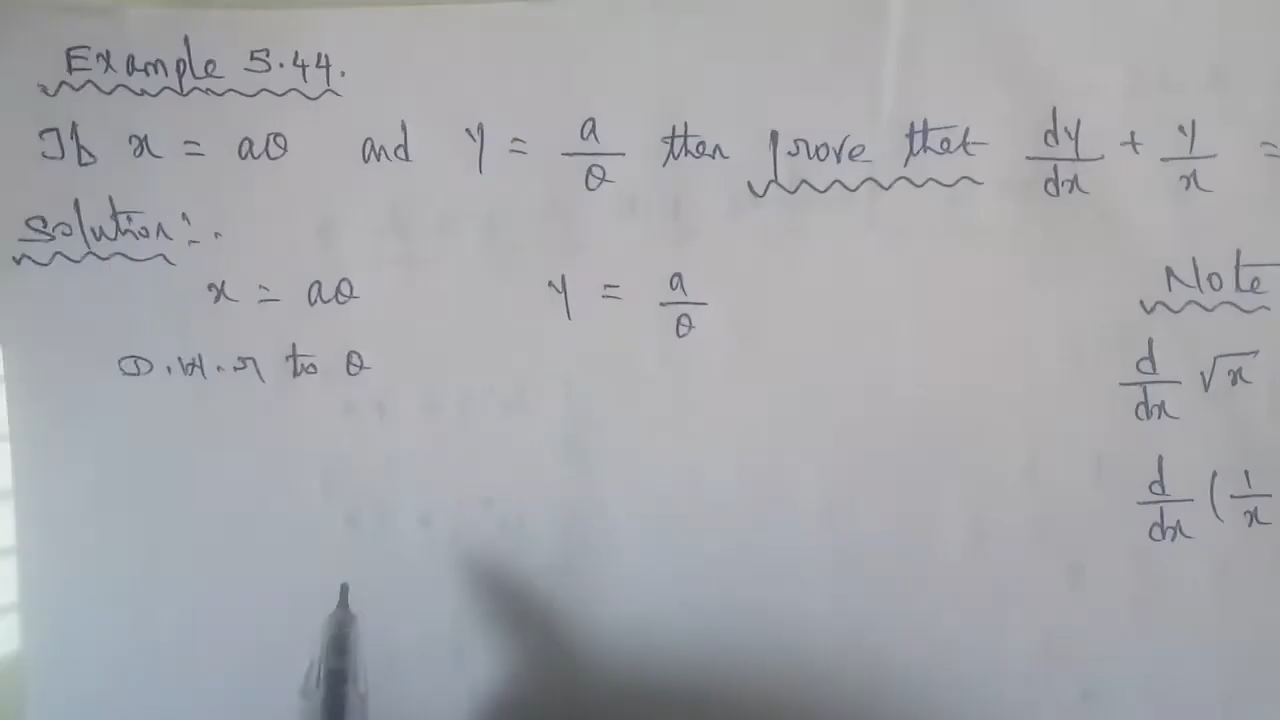 Example 5.44.
If x = aθ and y = a/θ then prove that dy/dx + y/x =
Solution:-
x = aθ y = a/θ
D.w.r to θ
Note
d/dx √x
d/dx (1/x